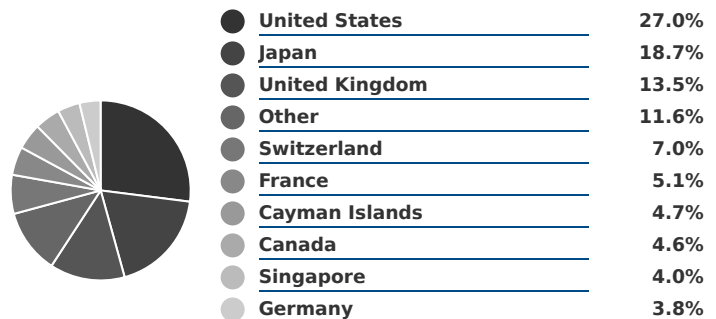 United States 27.0%
Japan 18.7%
United Kingdom 13.5%
Other 11.6%
Switzerland 7.0%
France 5.1%
Cayman Islands 4.7%
Canada 4.6%
Singapore 4.0%
Germany 3.8%